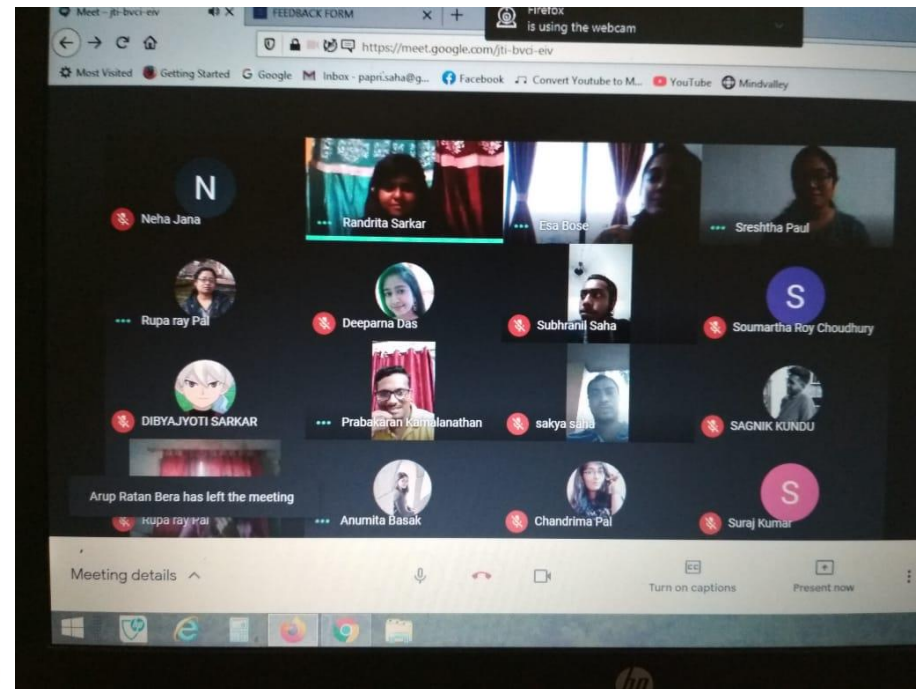 Meet – jti-bvci-eiv
FEEDBACK FORM
Firefox
is using the webcam
https://meet.google.com/jti-bvci-eiv
Most Visited Getting Started G Google Inbox - papri.saha@g... Facebook Convert Youtube to M... YouTube Mindvalley
N
Neha Jana
Randrita Sarkar
Esa Bose
Sreshtha Paul
Rupa ray Pal
Deeparna Das
Subhranil Saha
S
Soumartha Roy Choudhury
DIBYAJYOTI SARKAR
Prabakaran Kamalanathan
sakya saha
SAGNIK KUNDU
Arup Ratan Bera has left the meeting
Rupa ray Pal
Anumita Basak
Chandrima Pal
S
Suraj Kumar
Meeting details
CC
Turn on captions
Present now
hp